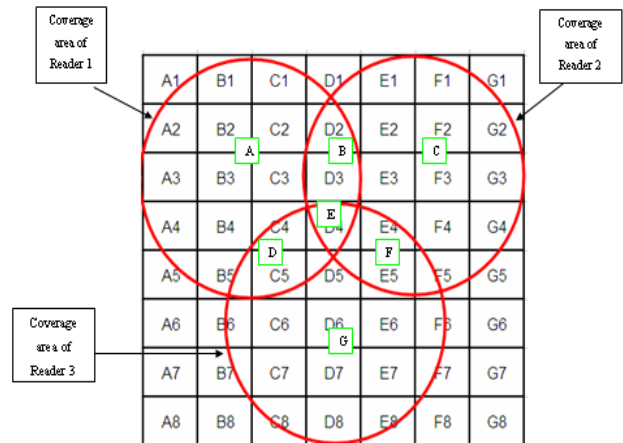 Coverage
area of
Reader 1
Coverage
area of
Reader 2
A1 B1 C1 D1 E1 F1 G1
A2 B2 C2 D2 E2 F2 G2
A B C
A3 B3 C3 D3 E3 F3 G3
E
A4 B4 C4 D4 E4 F4 G4
D F
A5 B5 C5 D5 E5 F5 G5
A6 B6 C6 D6 E6 F6 G6
G
Coverage
area of
Reader 3
A7 B7 C7 D7 E7 F7 G7
A8 B8 C8 D8 E8 F8 G8